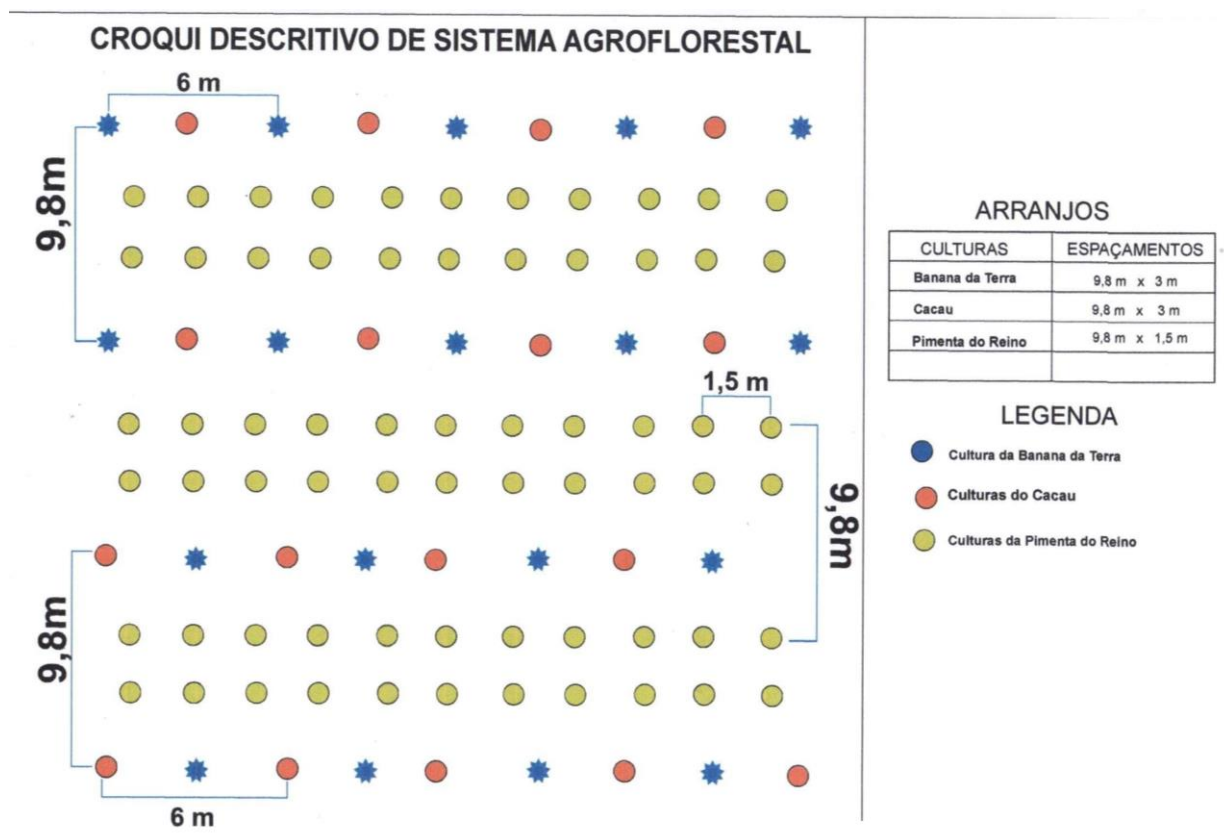 CROQUI DESCRITIVO DE SISTEMA AGROFLORESTAL
6 m
9,8m
1,5 m
9,8m
9,8m
6 m
ARRANJOS
CULTURAS ESPAÇAMENTOS
Banana da Terra 9,8 m x 3 m
Cacau 9,8 m x 3 m
Pimenta do Reino 9,8 m x 1,5 m
LEGENDA
Cultura da Banana da Terra
Culturas do Cacau
Culturas da Pimenta do Reino